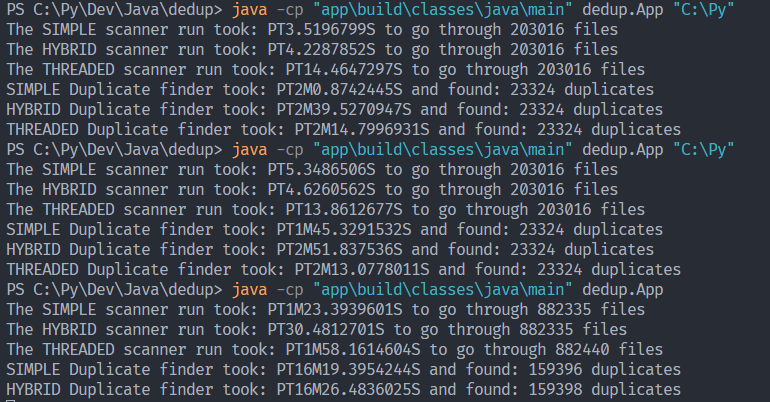 PS C:\Py\Dev\Java\dedup> java -cp "app\build\classes\java\main" dedup.App "C:\Py"
The SIMPLE scanner run took: PT3.5196799S to go through 203016 files
The HYBRID scanner run took: PT4.2287852S to go through 203016 files
The THREADED scanner run took: PT14.4647297S to go through 203016 files
SIMPLE Duplicate finder took: PT2M0.8742445S and found: 23324 duplicates
HYBRID Duplicate finder took: PT2M39.5270947S and found: 23324 duplicates
THREADED Duplicate finder took: PT2M14.7996931S and found: 23324 duplicates
PS C:\Py\Dev\Java\dedup> java -cp "app\build\classes\java\main" dedup.App "C:\Py"
The SIMPLE scanner run took: PT5.3486506S to go through 203016 files
The HYBRID scanner run took: PT4.6260562S to go through 203016 files
The THREADED scanner run took: PT13.8612677S to go through 203016 files
SIMPLE Duplicate finder took: PT1M45.3291532S and found: 23324 duplicates
HYBRID Duplicate finder took: PT2M51.837536S and found: 23324 duplicates
THREADED Duplicate finder took: PT2M13.0778011S and found: 23324 duplicates
PS C:\Py\Dev\Java\dedup> java -cp "app\build\classes\java\main" dedup.App
The SIMPLE scanner run took: PT1M23.3939601S to go through 882335 files
The HYBRID scanner run took: PT30.4812701S to go through 882335 files
The THREADED scanner run took: PT1M58.1614604S to go through 882440 files
SIMPLE Duplicate finder took: PT16M19.3954244S and found: 159396 duplicates
HYBRID Duplicate finder took: PT16M26.4836025S and found: 159398 duplicates